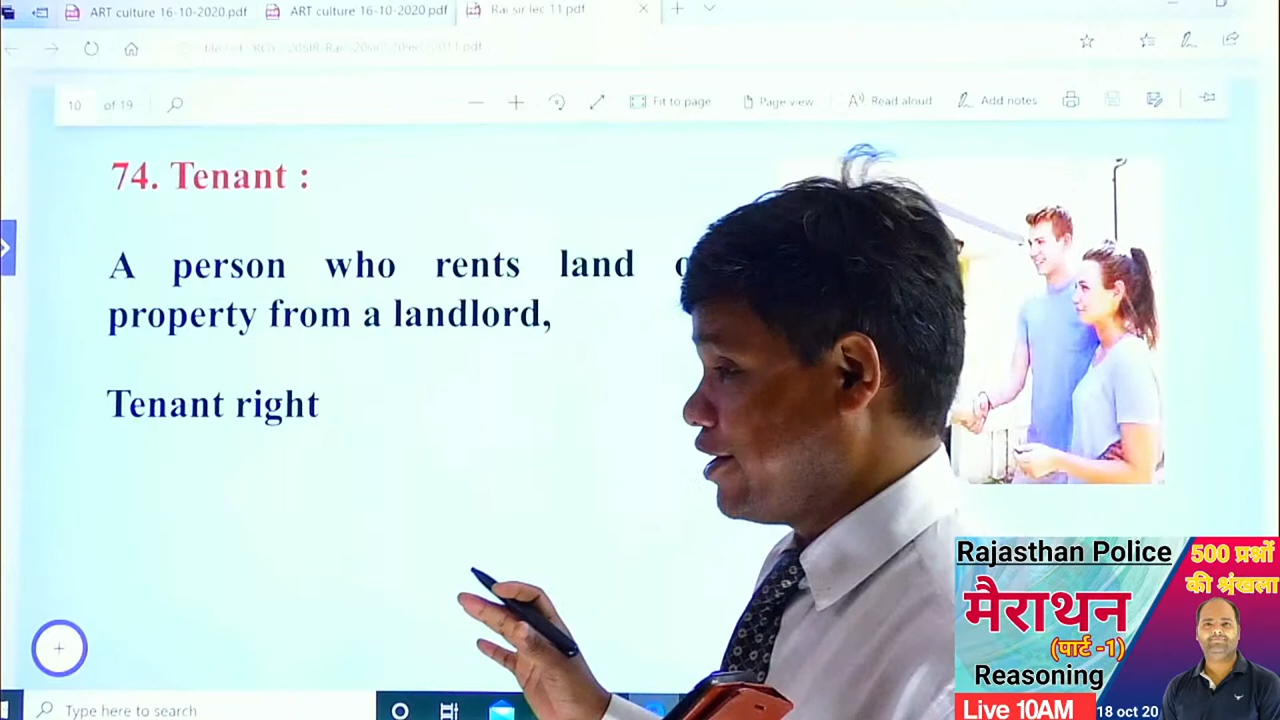 ART culture 16-10-2020.pdf
ART culture 16-10-2020.pdf
Rai sir lec 11.pdf
10 of 19
Fit to page
Page view
Read aloud
Add notes
74. Tenant :
A person who rents land
property from a landlord,
Tenant right
Rajasthan Police
500 प्रश्नों
की श्रृंखला
मैराथन
(पार्ट -1)
Reasoning
Live 10AM
18 oct 20
Type here to search